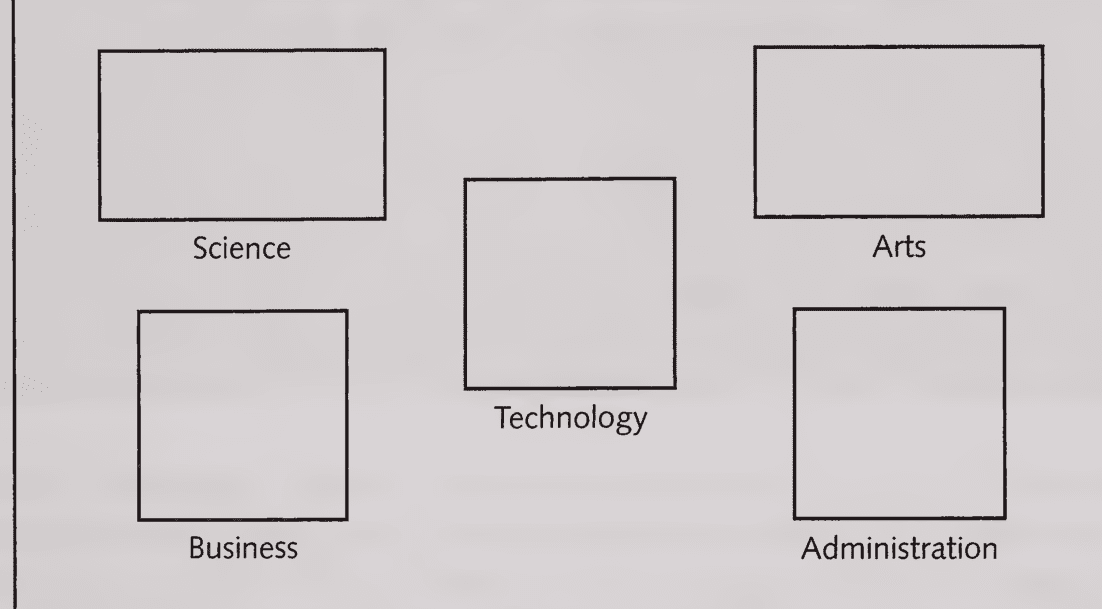 Science
Arts
Technology
Business
Administration